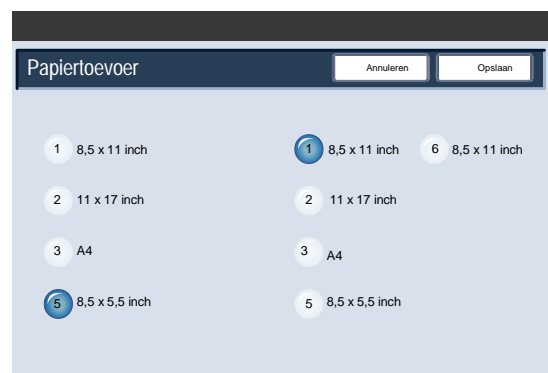 Papiertoevoer Annuleren Opslaan
1 8,5 x 11 inch 1 8,5 x 11 inch 6 8,5 x 11 inch
2 11 x 17 inch 2 11 x 17 inch
3 A4 3 A4
5 8,5 x 5,5 inch 5 8,5 x 5,5 inch